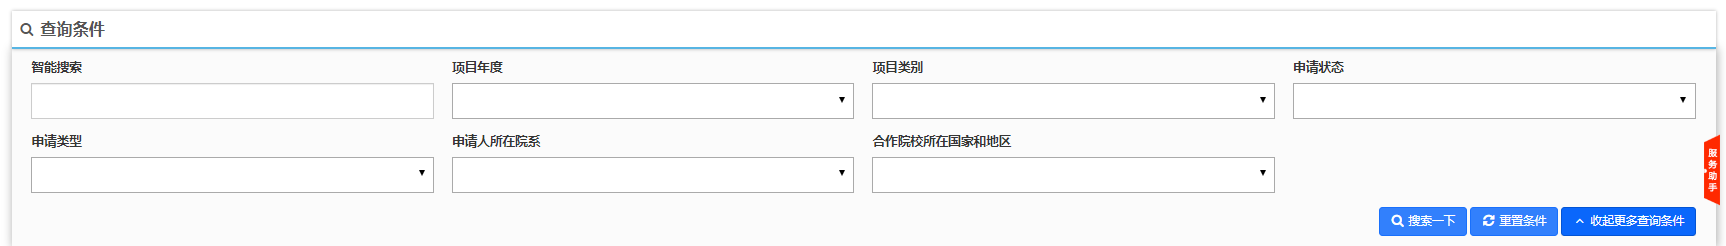 查询条件
智能搜索
项目年度
项目类别
申请状态
申请类型
申请人所在院系
合作院校所在国家和地区
服务助手
搜索一下
重置条件
收起更多查询条件